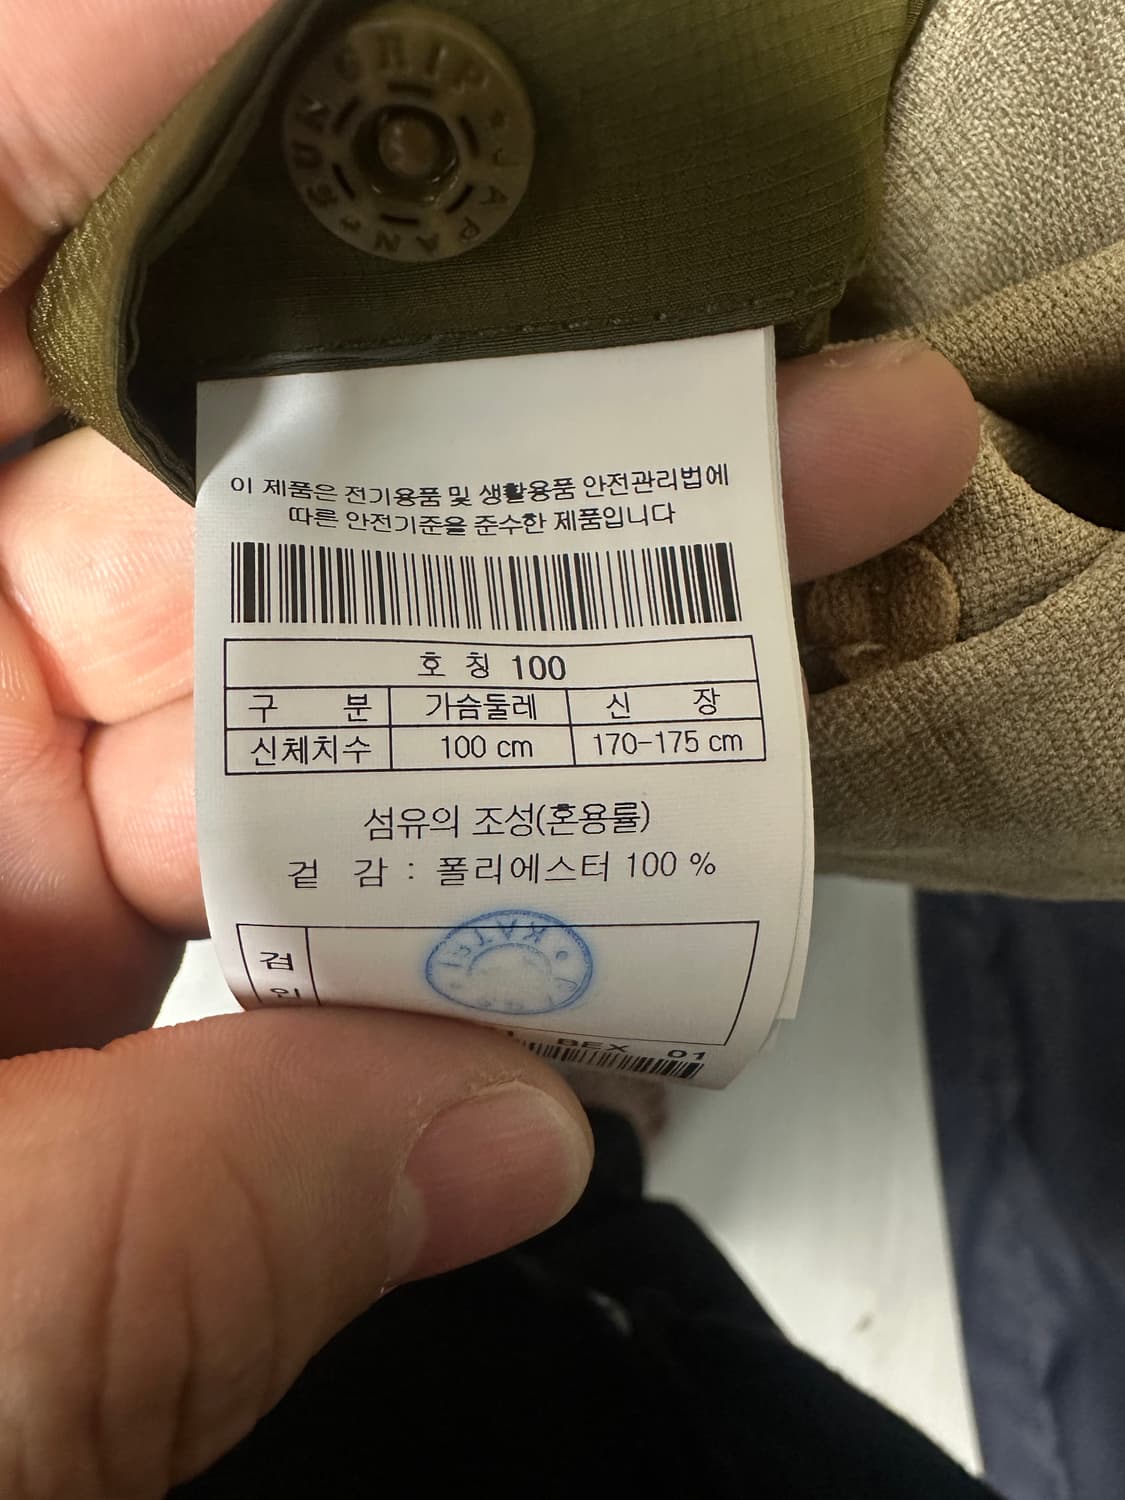 SUN GRIP ★ JAPAN ★
이 제품은 전기용품 및 생활용품 안전관리법에
따른 안전기준을 준수한 제품입니다
호 칭 100
구 분 가슴둘레 신 장
신체치수 100 cm 170-175 cm
섬유의 조성(혼용률)
겉 감 : 폴리에스터 100 %
검
BEX 01